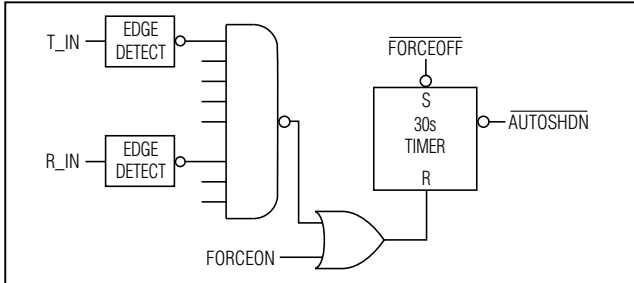 T_IN
EDGE
DETECT
R_IN
EDGE
DETECT
FORCEON
FORCEOFF
S
30s
TIMER
R
AUTOSHDN